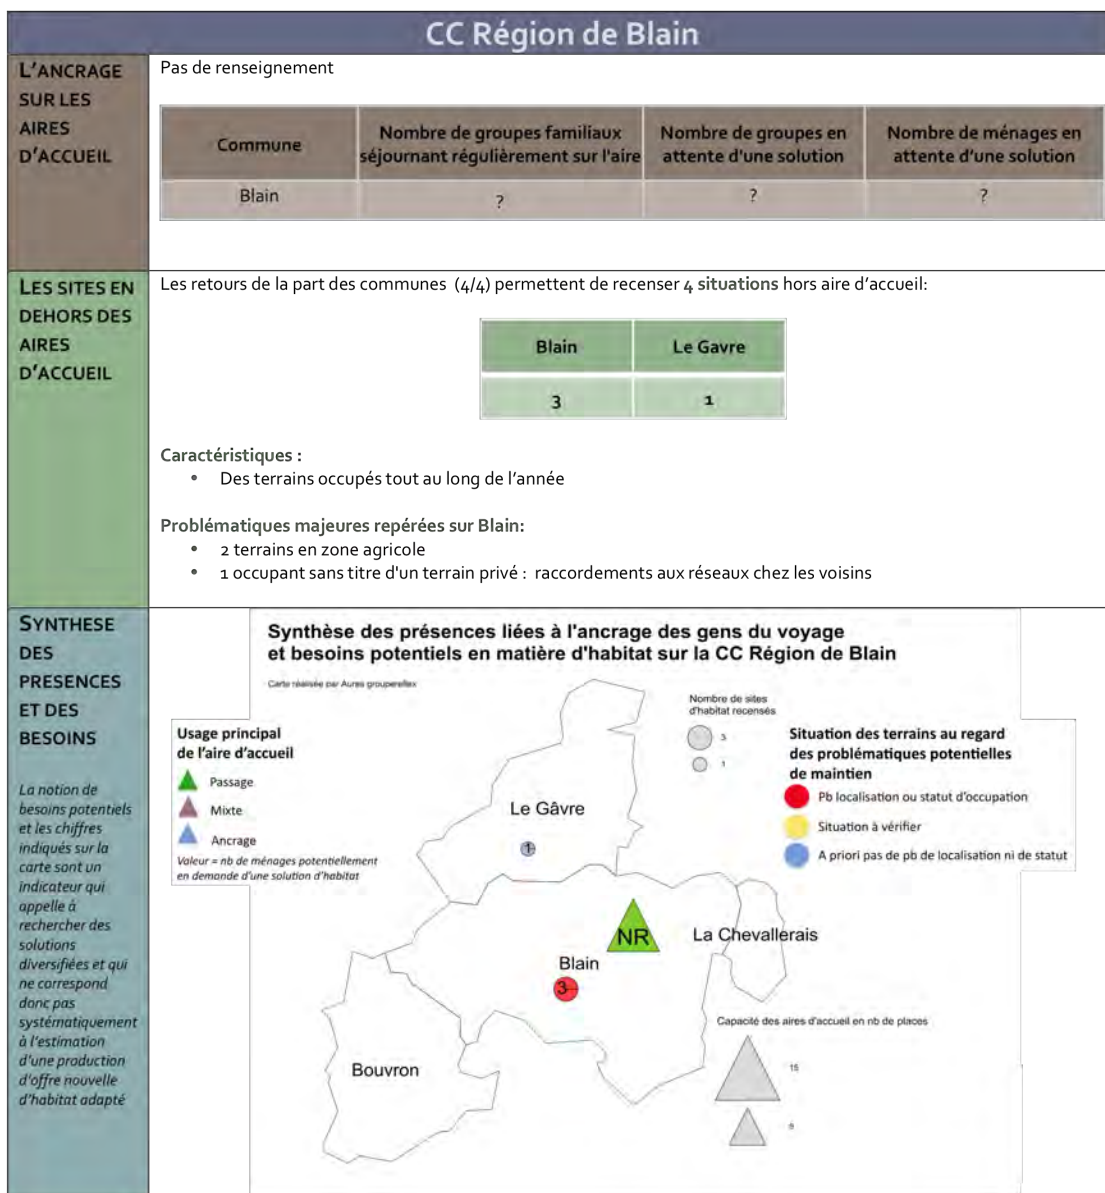 CC Région de Blain
L'ANCRAGE
SUR LES
AIRES
D'ACCUEIL
Pas de renseignement
Commune
Nombre de groupes familiaux
séjournant régulièrement sur l'aire
Nombre de groupes en
attente d'une solution
Nombre de ménages en
attente d'une solution
Blain
?
?
?
LES SITES EN
DEHORS DES
AIRES
D'ACCUEIL
Les retours de la part des communes (4/4) permettent de recenser 4 situations hors aire d'accueil:
Blain
Le Gavre
3
1
Caractéristiques :
• Des terrains occupés tout au long de l'année
Problématiques majeures repérées sur Blain:
• 2 terrains en zone agricole
• 1 occupant sans titre d'un terrain privé : raccordements aux réseaux chez les voisins
SYNTHESE
DES
PRESENCES
ET DES
BESOINS
La notion de
besoins potentiels
et les chiffres
indiqués sur la
carte sont un
indicateur qui
appelle à
rechercher des
solutions
diversifiées et qui
ne correspond
donc pas
systématiquement
à l'estimation
d'une production
d'offre nouvelle
d'habitat adapté
Synthèse des présences liées à l'ancrage des gens du voyage
et besoins potentiels en matière d'habitat sur la CC Région de Blain
Carte réalisée par Aures groupereflex
Usage principal
de l'aire d'accueil
Passage
Mixte
Ancrage
Valeur = nb de ménages potentiellement
en demande d'une solution d'habitat
Nombre de sites
d'habitat recensés
3
1
Situation des terrains au regard
des problématiques potentielles
de maintien
Pb localisation ou statut d'occupation
Situation à vérifier
A priori pas de pb de localisation ni de statut
Le Gâvre
1
NR
La Chevallerais
Blain
3
Bouvron
Capacité des aires d'accueil en nb de places
15